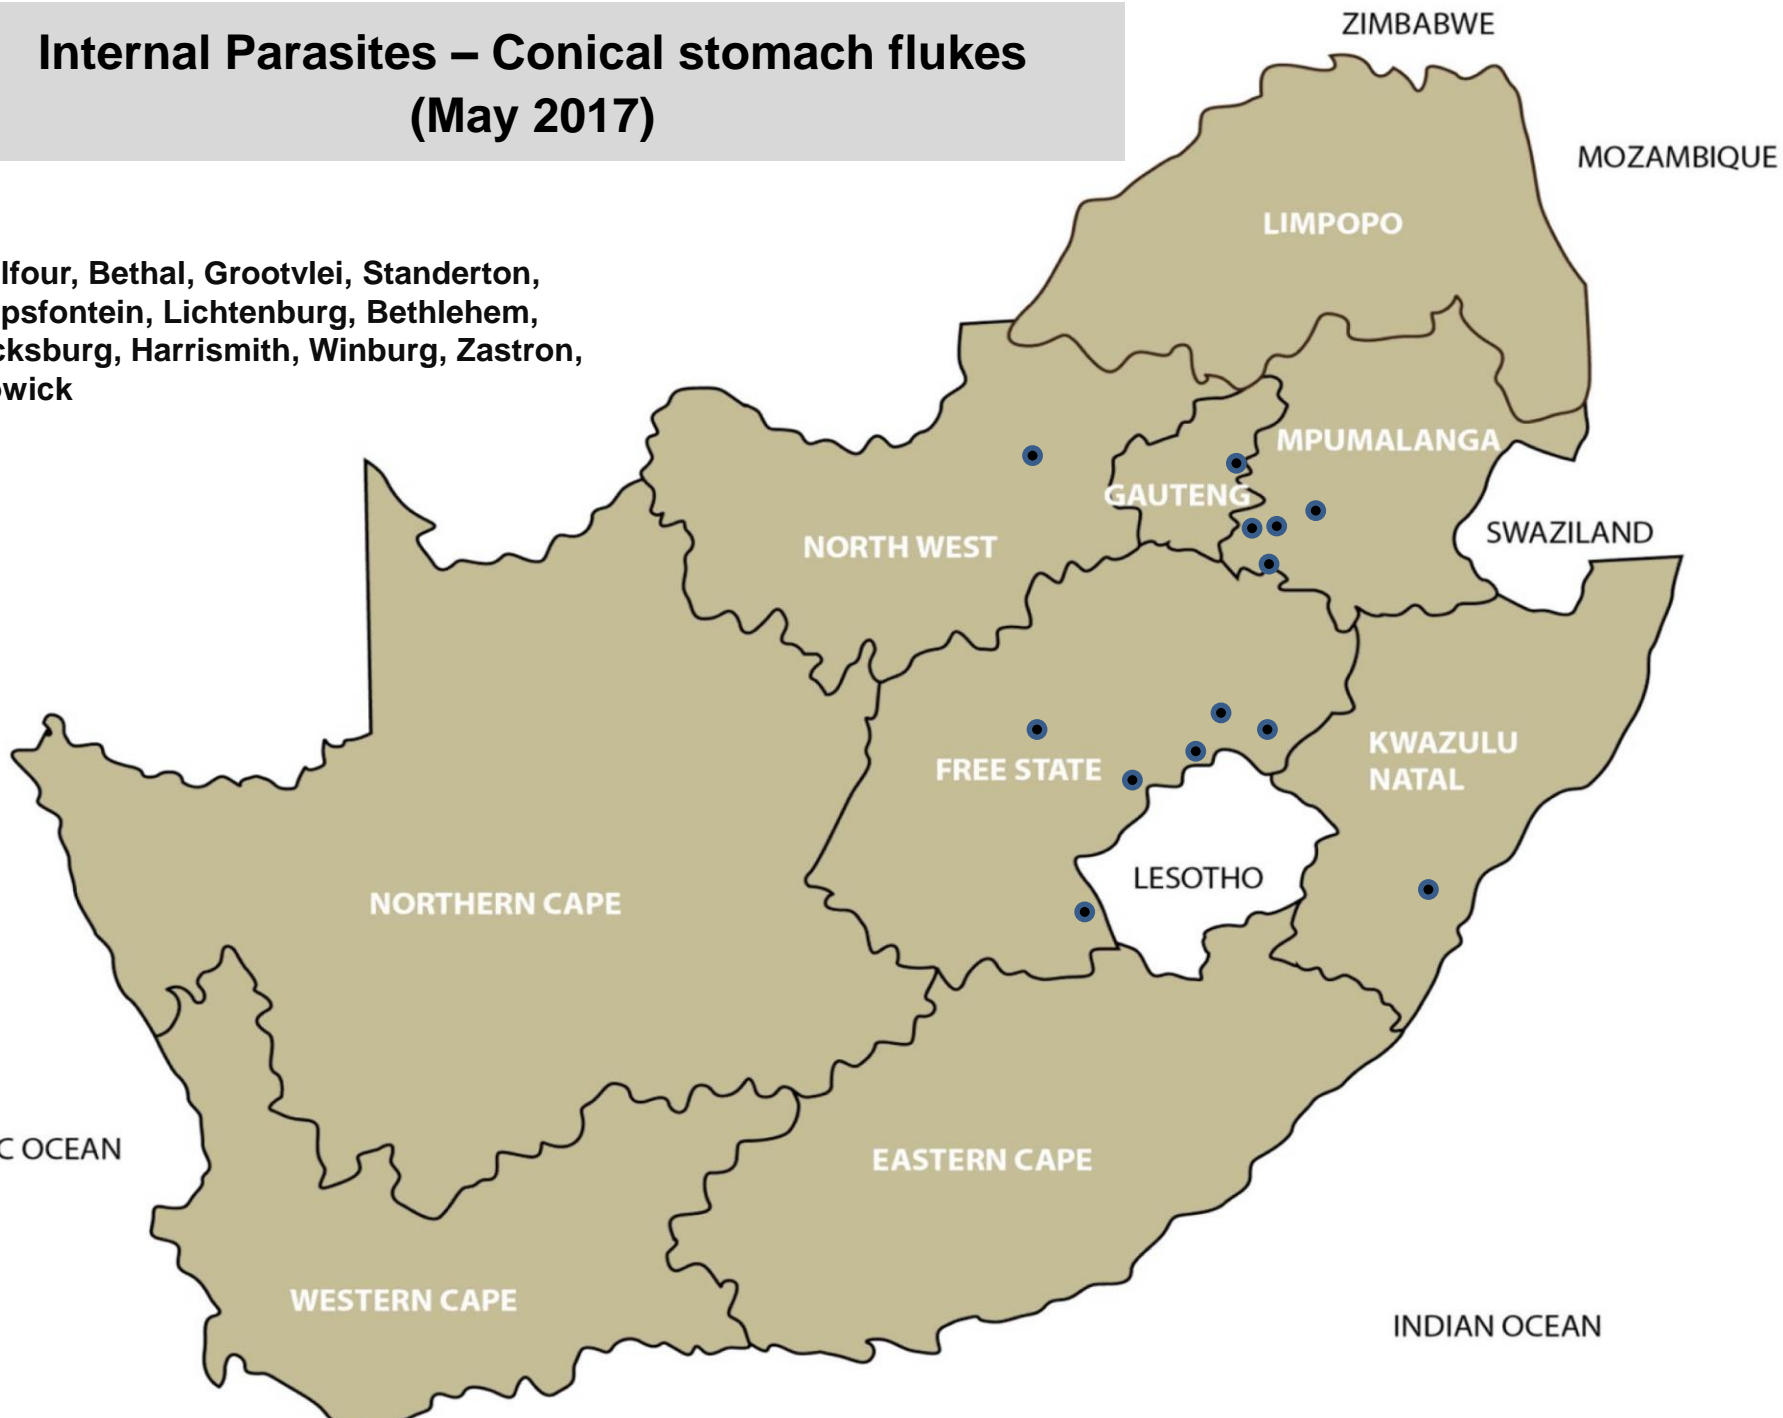 Internal Parasites – Conical stomach flukes
(May 2017)
ZIMBABWE
MOZAMBIQUE
LIMPOPO
lfour, Bethal, Grootvlei, Standerton,
psfontein, Lichtenburg, Bethlehem,
cksburg, Harrismith, Winburg, Zastron,
owick
MPUMALANGA
GAUTENG
SWAZILAND
NORTH WEST
KWAZULU
NATAL
FREE STATE
LESOTHO
NORTHERN CAPE
C OCEAN
EASTERN CAPE
WESTERN CAPE
INDIAN OCEAN